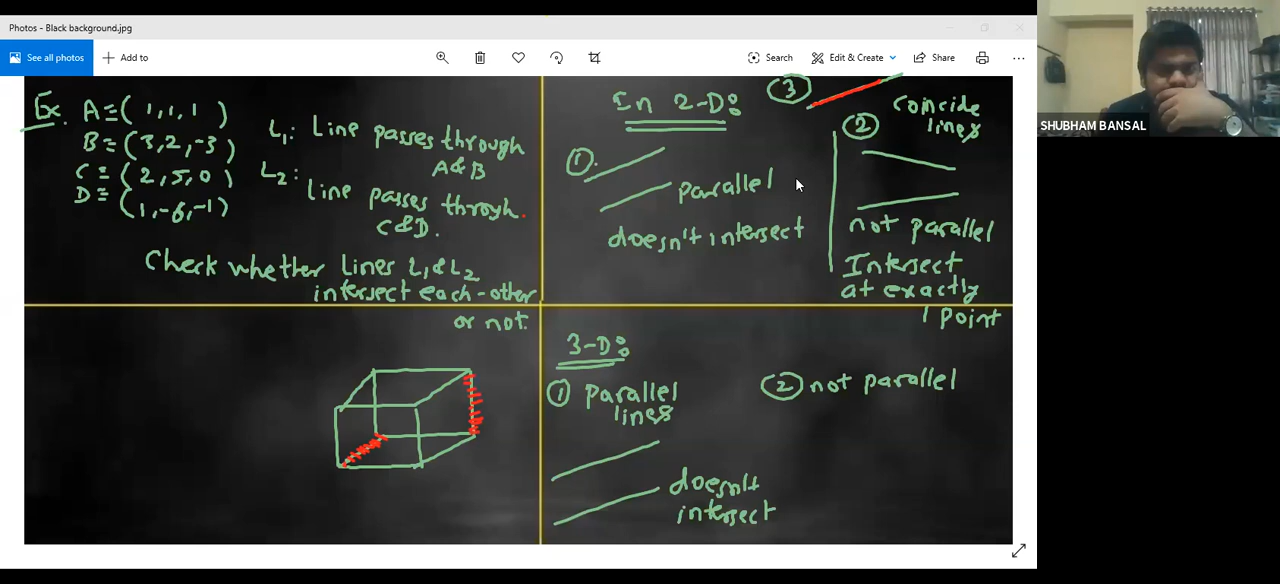 Photos - Black background.jpg
See all photos
Add to
Search
Edit & Create
Share
SHUBHAM BANSAL
Ex. A≡(1,1,1)
B≡(3,2,-3)
C≡(2,5,0)
D≡(1,-6,-1)
L₁: Line passes through
A&B
L₂: Line passes through.
C&D.
Check whether Lines L₁&L₂
intersect each-other
or not.
In 2-D:
①
parallel
doesn't intersect
③
coincide
lines
②
not parallel
Intersect
at exactly
1 point
3-D:
① parallel
lines
doesn't
intersect
② not parallel